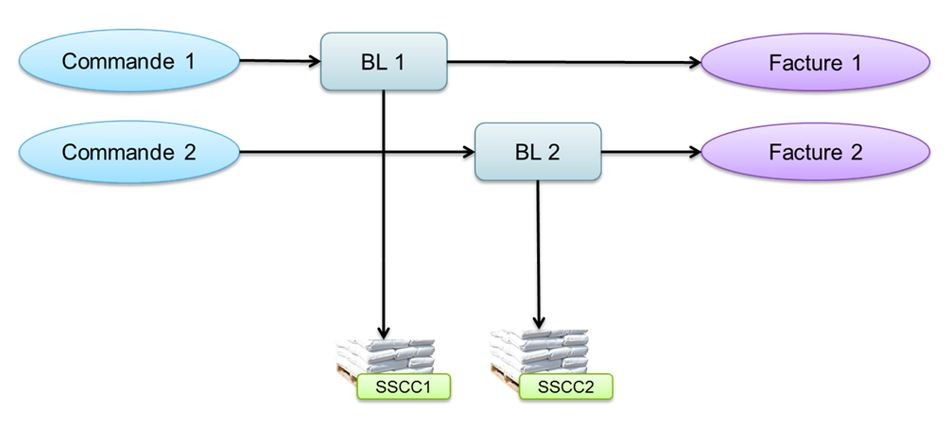 Commande 1
BL 1
Facture 1
Commande 2
BL 2
Facture 2
SSCC1
SSCC2